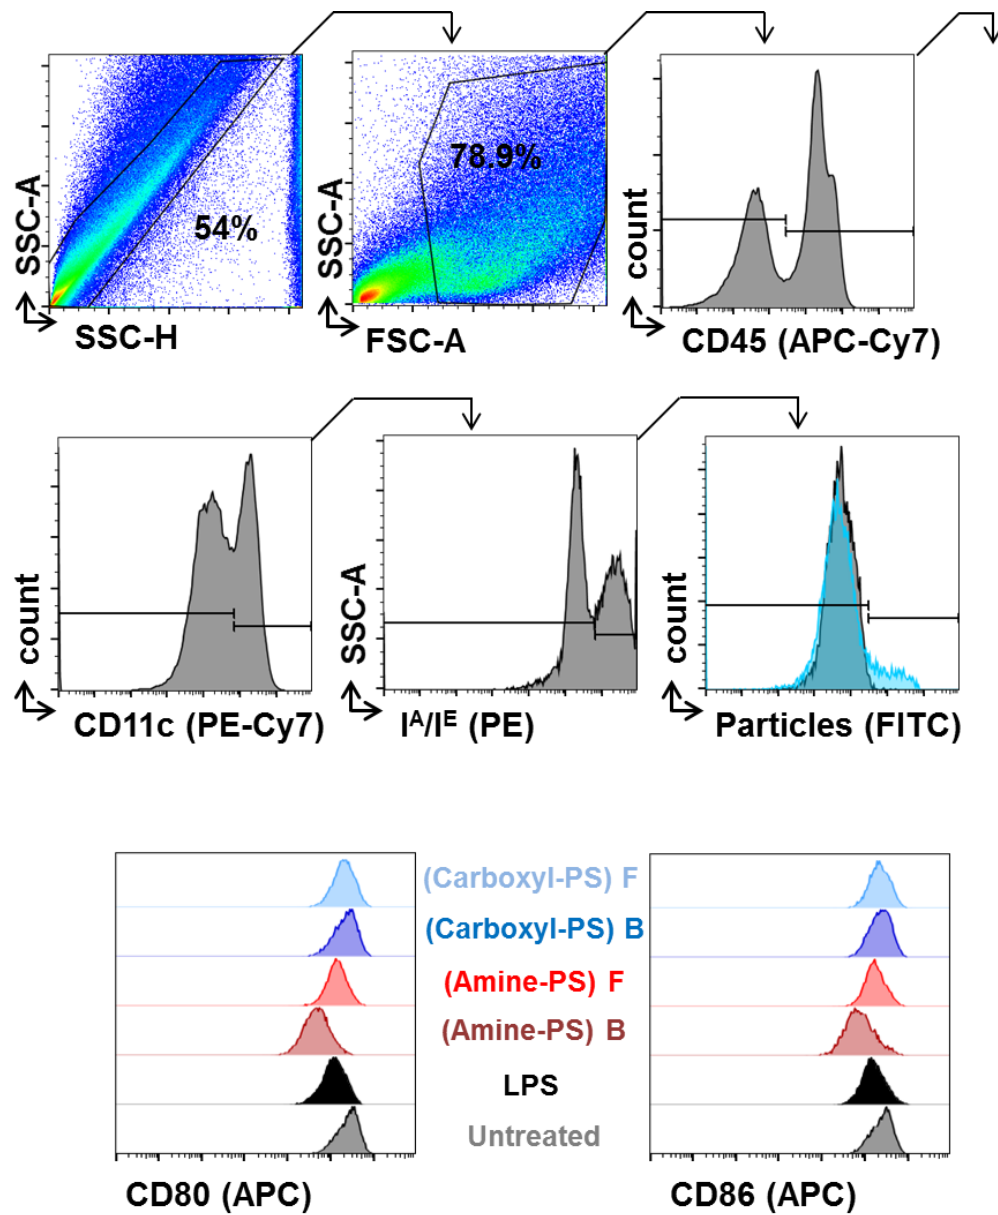 SSC-A
54%
SSC-H
SSC-A
78.9%
FSC-A
count
CD45 (APC-Cy7)
count
CD11c (PE-Cy7)
SSC-A
Iᴬ/Iᴱ (PE)
count
Particles (FITC)
(Carboxyl-PS) F
(Carboxyl-PS) B
(Amine-PS) F
(Amine-PS) B
LPS
Untreated
CD80 (APC)
CD86 (APC)